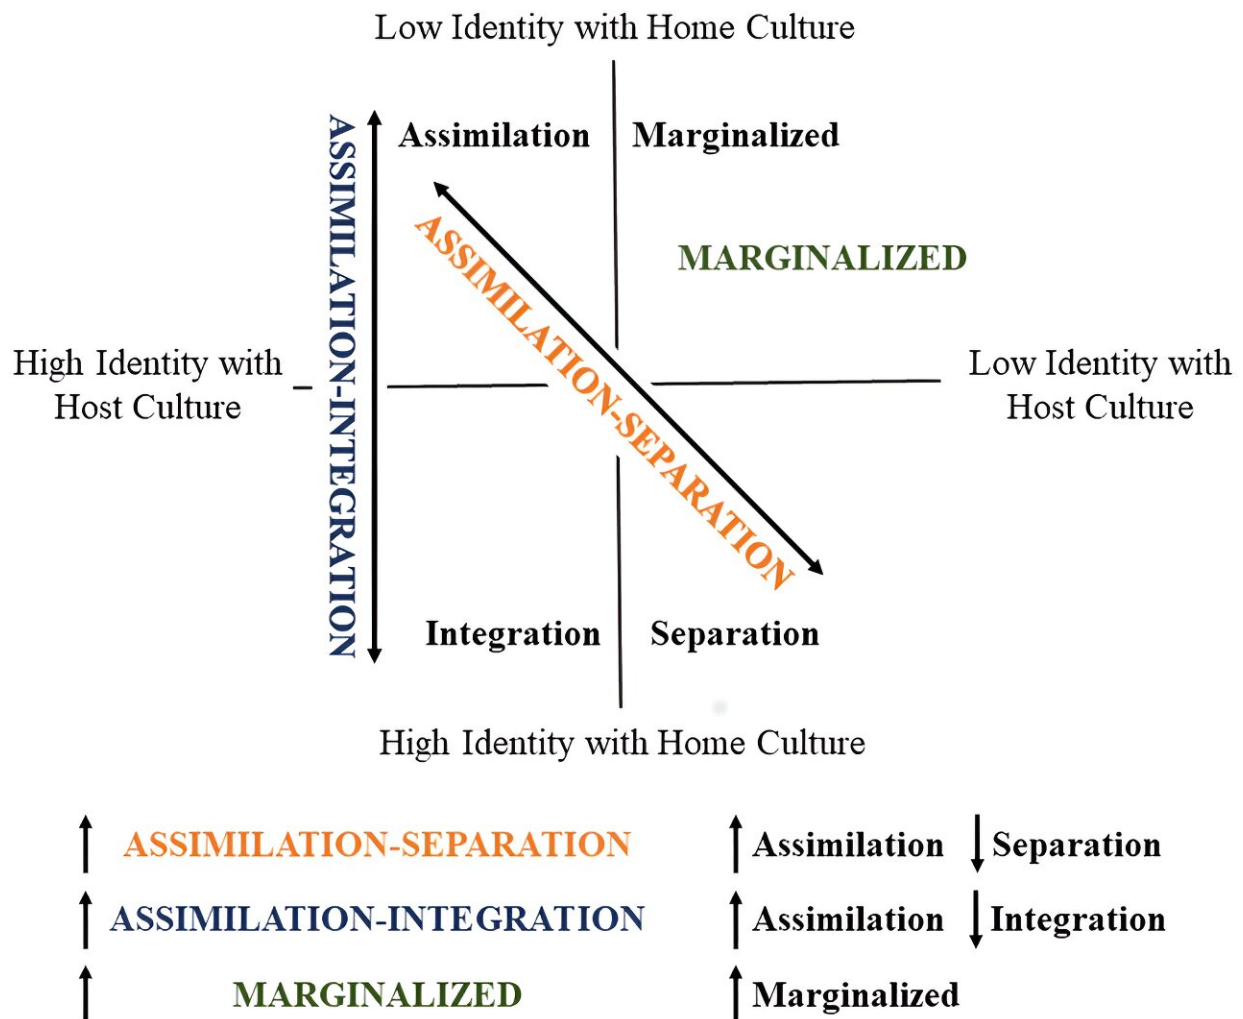 Low Identity with Home Culture
Assimilation
Marginalized
ASSIMILATION-INTEGRATION
ASSIMILATION-SEPARATION
MARGINALIZED
High Identity with
Host Culture
Low Identity with
Host Culture
Integration
Separation
High Identity with Home Culture
ASSIMILATION-SEPARATION Assimilation Separation
ASSIMILATION-INTEGRATION Assimilation Integration
MARGINALIZED Marginalized